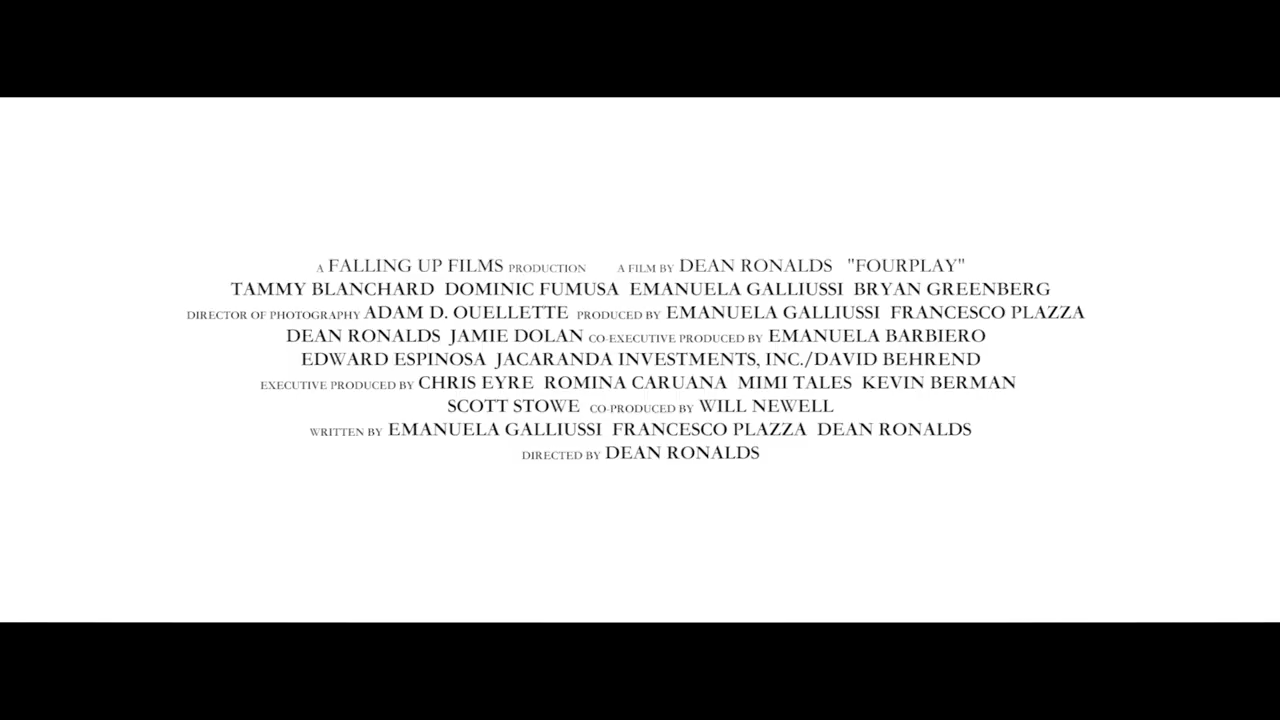 A FALLING UP FILMS PRODUCTION A FILM BY DEAN RONALDS "FOURPLAY"
TAMMY BLANCHARD DOMINIC FUMUSA EMANUELA GALLIUSSI BRYAN GREENBERG
DIRECTOR OF PHOTOGRAPHY ADAM D. OUELLETTE PRODUCED BY EMANUELA GALLIUSSI FRANCESCO PLAZZA
DEAN RONALDS JAMIE DOLAN CO-EXECUTIVE PRODUCED BY EMANUELA BARBIERO
EDWARD ESPINOSA JACARANDA INVESTMENTS, INC./DAVID BEHREND
EXECUTIVE PRODUCED BY CHRIS EYRE ROMINA CARUANA MIMI TALES KEVIN BERMAN
SCOTT STOWE CO-PRODUCED BY WILL NEWELL
WRITTEN BY EMANUELA GALLIUSSI FRANCESCO PLAZZA DEAN RONALDS
DIRECTED BY DEAN RONALDS